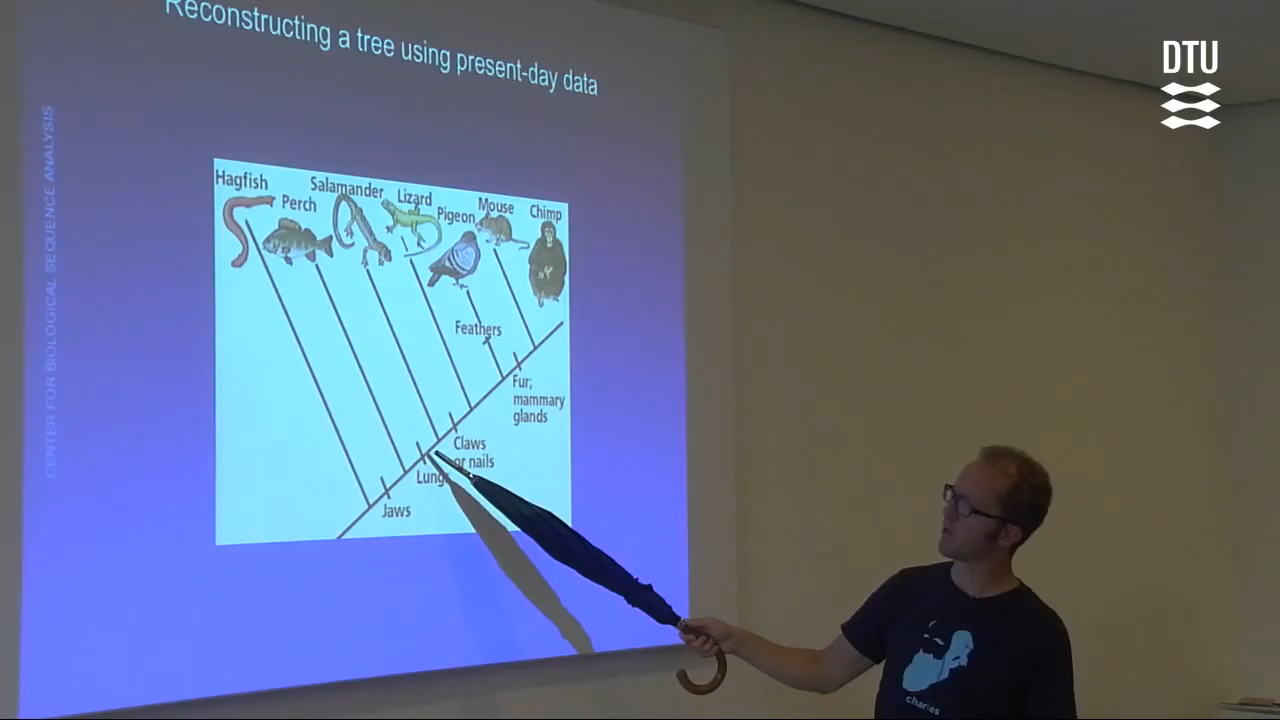 Reconstructing a tree using present-day data
DTU
CENTER FOR BIOLOGICAL SEQUENCE ANALYSIS
Hagfish
Perch
Salamander
Lizard
Pigeon
Mouse
Chimp
Feathers
Fur;
mammary
glands
Claws
or nails
Lungs
Jaws
charles